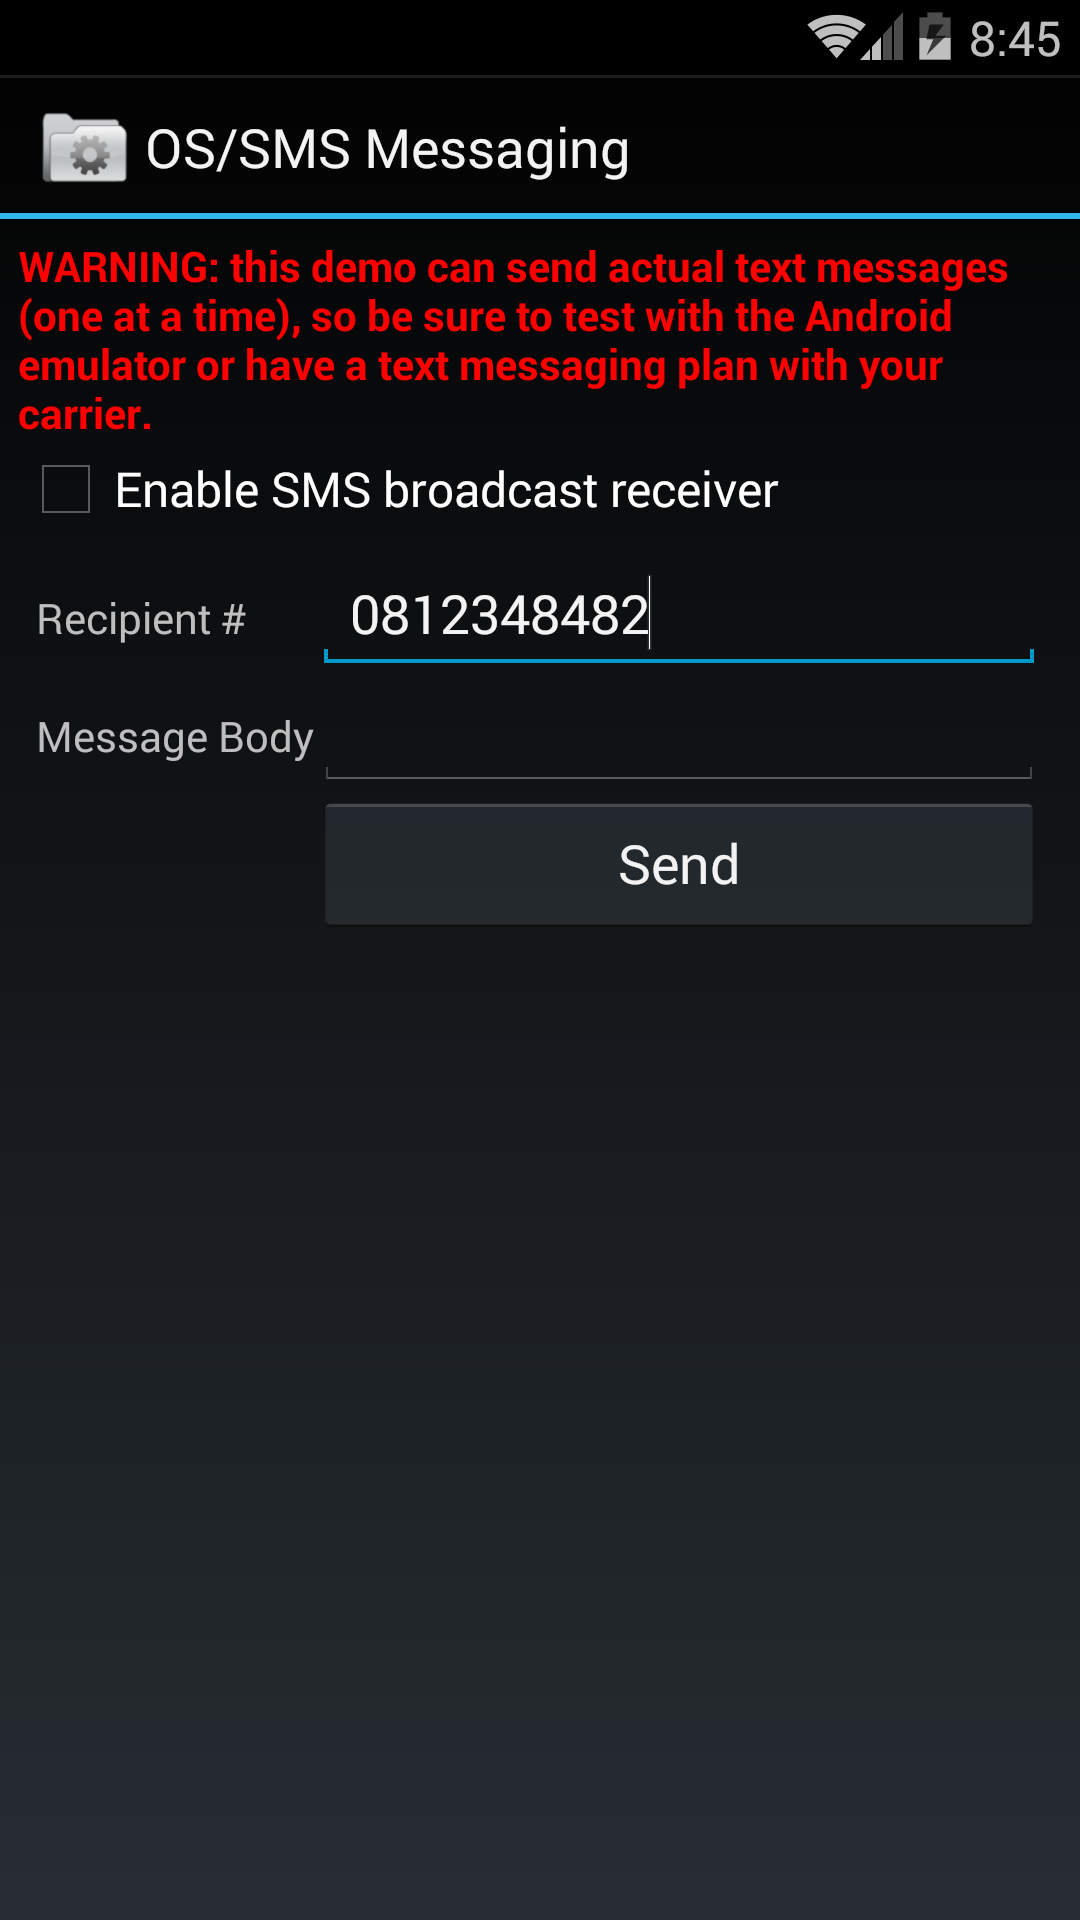 8:45
OS/SMS Messaging
WARNING: this demo can send actual text messages
(one at a time), so be sure to test with the Android
emulator or have a text messaging plan with your
carrier.
Enable SMS broadcast receiver
Recipient # 0812348482
Message Body
Send